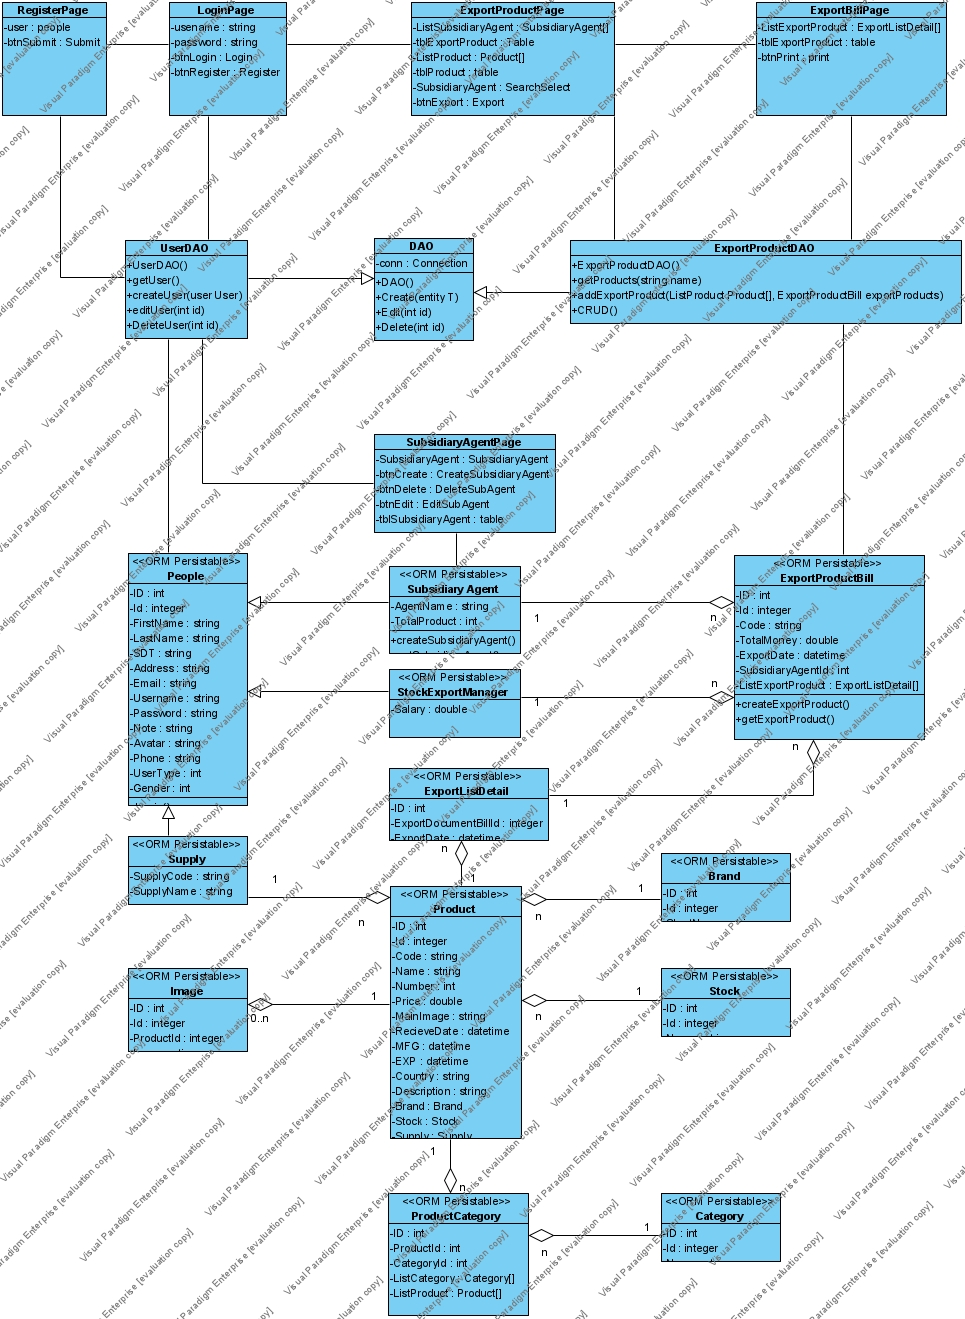 RegisterPage
-user : people
-btnSubmit : Submit
LoginPage
-usename : string
-password : string
-btnLogin : Login
-btnRegister : Register
ExportProductPage
-ListSubsidiaryAgent : SubsidiaryAgent[]
-tblExportProduct : Table
-ListProduct : Product[]
-tblProduct : table
-SubsidiaryAgent : SearchSelect
-btnExport : Export
ExportBillPage
-ListExportProduct : ExportListDetail[]
-tblExportProduct : table
-btnPrint : print
UserDAO
+UserDAO()
+getUser()
+createUser(user User)
+editUser(int id)
+DeleteUser(int id)
DAO
-conn : Connection
+DAO()
+Create(entity T)
+Edit(int id)
+Delete(int id)
ExportProductDAO
+ExportProductDAO()
+getProducts(string name)
+addExportProduct(ListProduct Product[], ExportProductBill exportProducts)
+CRUD()
SubsidiaryAgentPage
-SubsidiaryAgent : SubsidiaryAgent
-btnCreate : CreateSubsidiaryAgent
-btnDelete : DeleteSubAgent
-btnEdit : EditSubAgent
-tblSubsidiaryAgent : table
<<ORM Persistable>>
People
-ID : int
-Id : integer
-FirstName : string
-LastName : string
-SDT : string
-Address : string
-Email : string
-Username : string
-Password : string
-Note : string
-Avatar : string
-Phone : string
-UserType : int
-Gender : int
<<ORM Persistable>>
Subsidiary Agent
-AgentName : string
-TotalProduct : int
+createSubsidiaryAgent()
1
n
<<ORM Persistable>>
ExportProductBill
-ID : int
-Id : integer
-Code : string
-TotalMoney : double
-ExportDate : datetime
-SubsidiaryAgentId : int
-ListExportProduct : ExportListDetail[]
+createExportProduct()
+getExportProduct()
<<ORM Persistable>>
StockExportManager
-Salary : double
1
n
n
1
<<ORM Persistable>>
ExportListDetail
-ID : int
-ExportDocumentBillId : integer
-ExportDate : datetime
n
1
<<ORM Persistable>>
Supply
-SupplyCode : string
-SupplyName : string
1
n
<<ORM Persistable>>
Product
-ID : int
-Id : integer
-Code : string
-Name : string
-Number : int
-Price : double
-MainImage : string
-RecieveDate : datetime
-MFG : datetime
-EXP : datetime
-Country : string
-Description : string
-Brand : Brand
-Stock : Stock
-Supply : Supply
1
n
<<ORM Persistable>>
Brand
-ID : int
-Id : integer
<<ORM Persistable>>
Image
-ID : int
-Id : integer
-ProductId : integer
0..n
1
1
n
<<ORM Persistable>>
Stock
-ID : int
-Id : integer
1
n
<<ORM Persistable>>
ProductCategory
-ID : int
-ProductId : int
-CategoryId : int
-ListCategory : Category[]
-ListProduct : Product[]
1
n
<<ORM Persistable>>
Category
-ID : int
-Id : integer
Visual Paradigm Enterprise [evaluation copy]